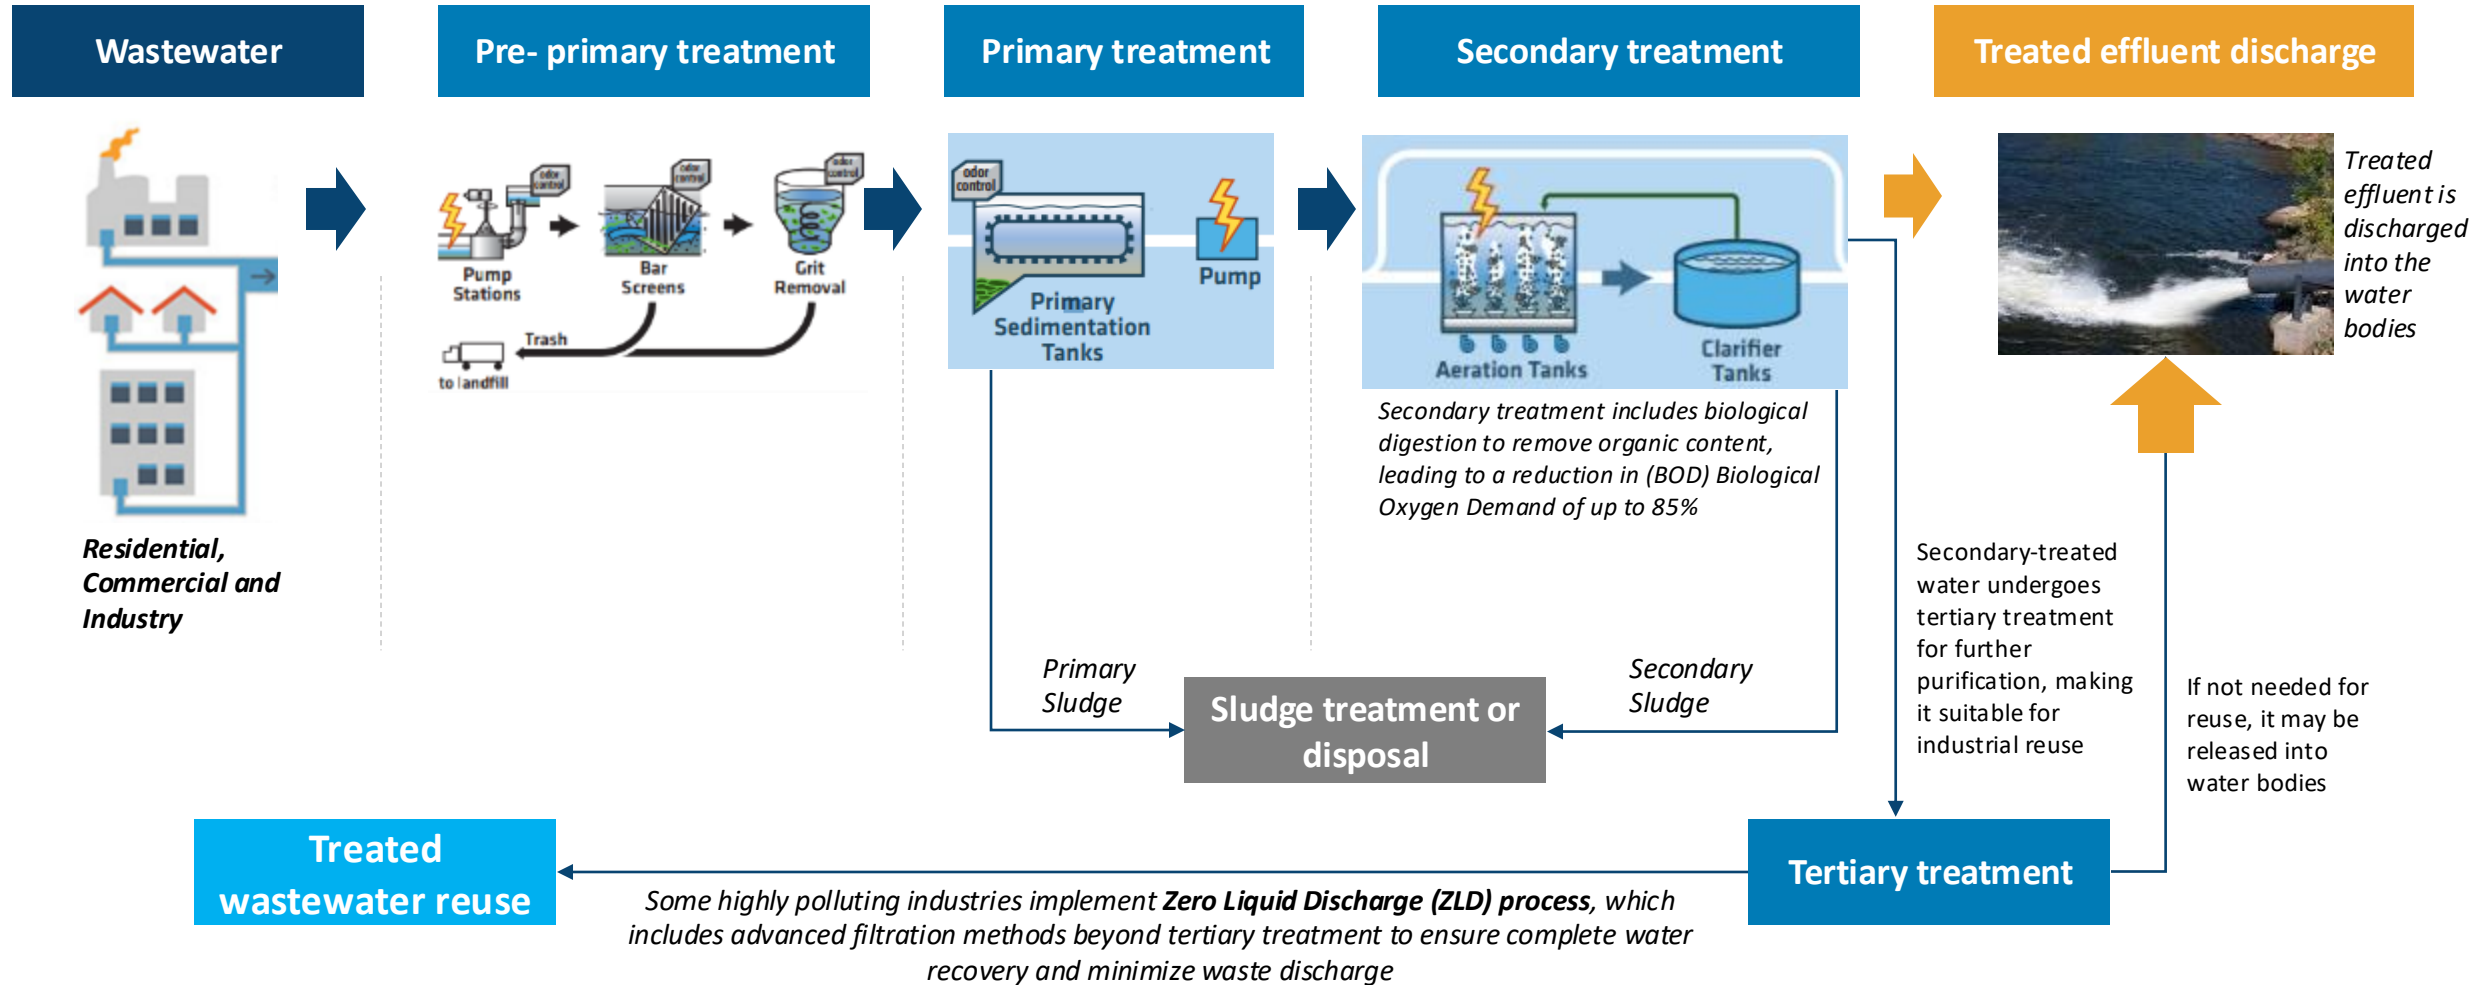 Wastewater
Pre- primary treatment
Primary treatment
Secondary treatment
Treated effluent discharge
odor
control
odor
control
odor
control
Pump
Stations
Bar
Screens
Grit
Removal
Trash
to landfill
odor
control
Primary
Sedimentation
Tanks
Pump
Aeration Tanks
Clarifier
Tanks
Treated
effluent is
discharged
into the
water
bodies
Residential,
Commercial and
Industry
Secondary treatment includes biological
digestion to remove organic content,
leading to a reduction in (BOD) Biological
Oxygen Demand of up to 85%
Primary
Sludge
Sludge treatment or
disposal
Secondary
Sludge
Secondary-treated
water undergoes
tertiary treatment
for further
purification, making
it suitable for
industrial reuse
If not needed for
reuse, it may be
released into
water bodies
Treated
wastewater reuse
Tertiary treatment
Some highly polluting industries implement Zero Liquid Discharge (ZLD) process, which
includes advanced filtration methods beyond tertiary treatment to ensure complete water
recovery and minimize waste discharge